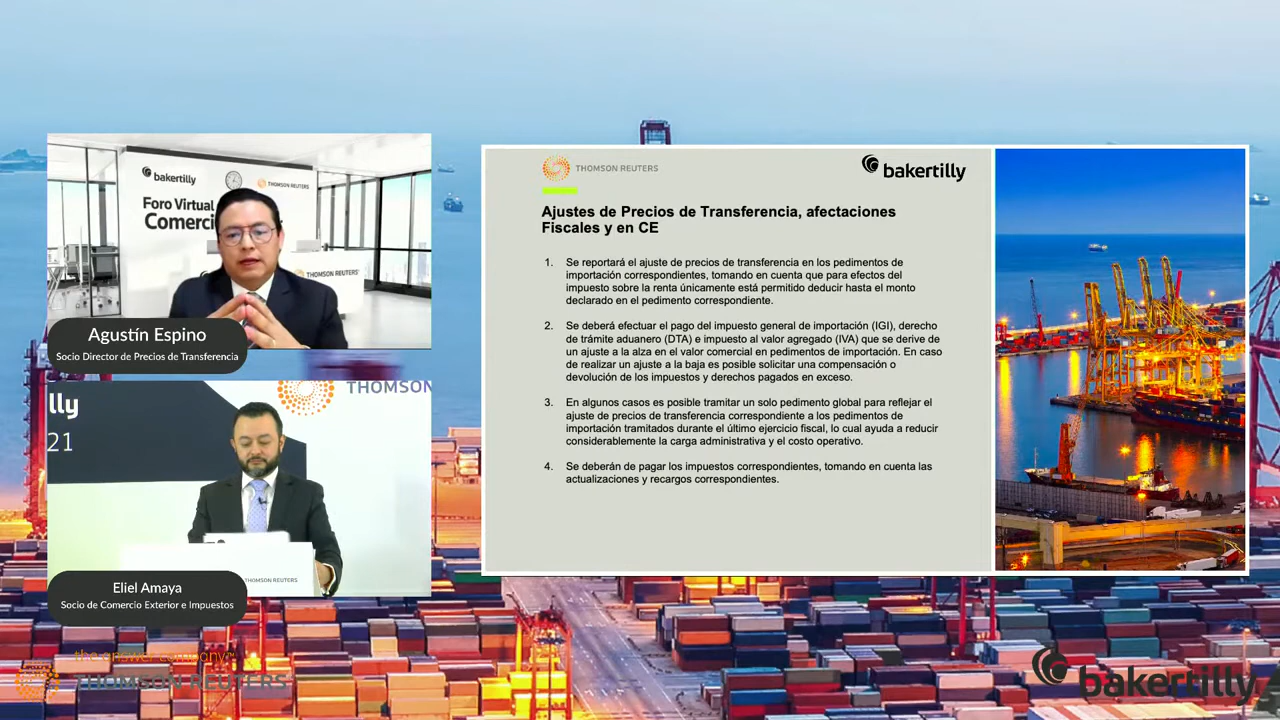 bakertilly
THOMSON REUTERS
Foro Virtual
Comerci
THOMSON REUTERS
Agustín Espino
Socio Director de Precios de Transferencia
lly
21
THOMSON
THOMSON REUTERS
Eliel Amaya
Socio de Comercio Exterior e Impuestos
THOMSON REUTERS
bakertilly
Ajustes de Precios de Transferencia, afectaciones
Fiscales y en CE
1. Se reportará el ajuste de precios de transferencia en los pedimentos de
importación correspondientes, tomando en cuenta que para efectos del
impuesto sobre la renta únicamente está permitido deducir hasta el monto
declarado en el pedimento correspondiente.
2. Se deberá efectuar el pago del impuesto general de importación (IGI), derecho
de trámite aduanero (DTA) e impuesto al valor agregado (IVA) que se derive de
un ajuste a la alza en el valor comercial en pedimentos de importación. En caso
de realizar un ajuste a la baja es posible solicitar una compensación o
devolución de los impuestos y derechos pagados en exceso.
3. En algunos casos es posible tramitar un solo pedimento global para reflejar el
ajuste de precios de transferencia correspondiente a los pedimentos de
importación tramitados durante el último ejercicio fiscal, lo cual ayuda a reducir
considerablemente la carga administrativa y el costo operativo.
4. Se deberán de pagar los impuestos correspondientes, tomando en cuenta las
actualizaciones y recargos correspondientes.
the answer company™
THOMSON REUTERS
bakertilly